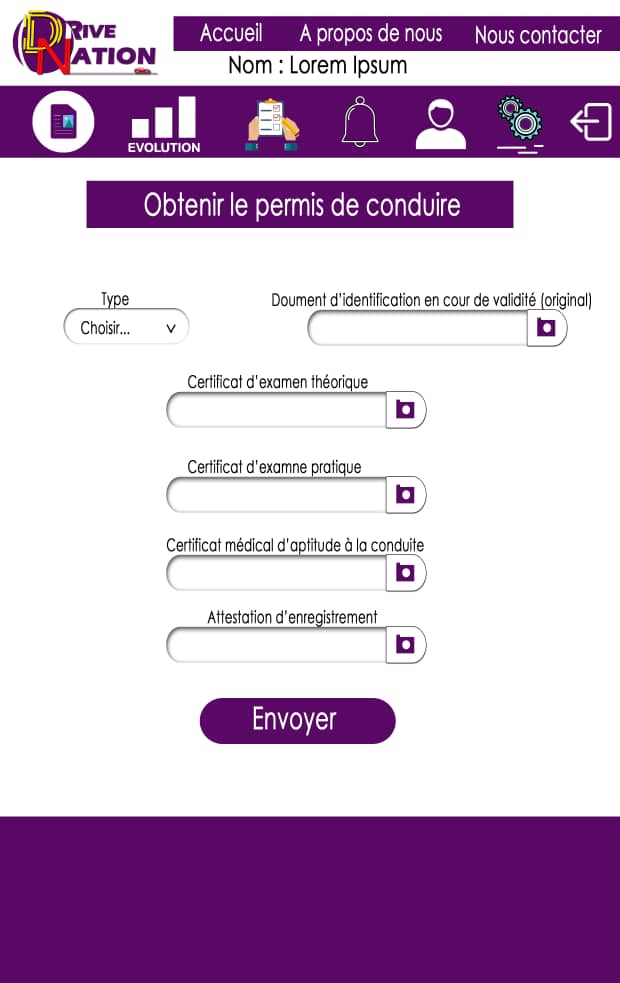 DRIVE
NATION
Accueil A propos de nous Nous contacter
Nom : Lorem Ipsum
EVOLUTION
Obtenir le permis de conduire
Type
Choisir...
Doument d'identification en cour de validité (original)
Certificat d'examen théorique
Certificat d'examne pratique
Certificat médical d'aptitude à la conduite
Attestation d'enregistrement
Envoyer